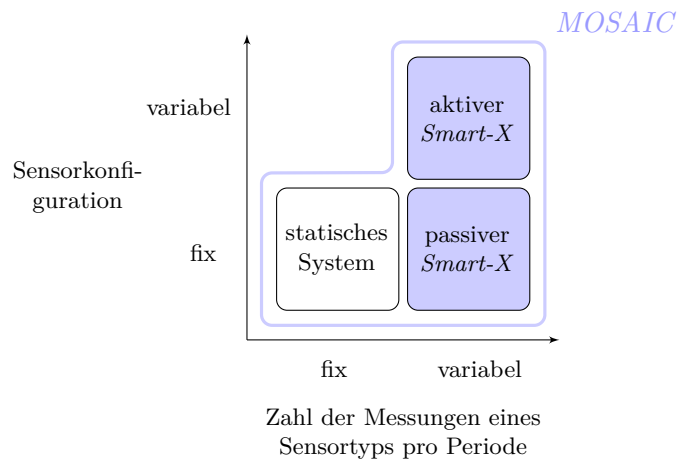 MOSAIC
variabel
aktiver
Smart-X
Sensorkonfi-
guration
fix
statisches
System
passiver
Smart-X
fix
variabel
Zahl der Messungen eines
Sensortyps pro Periode